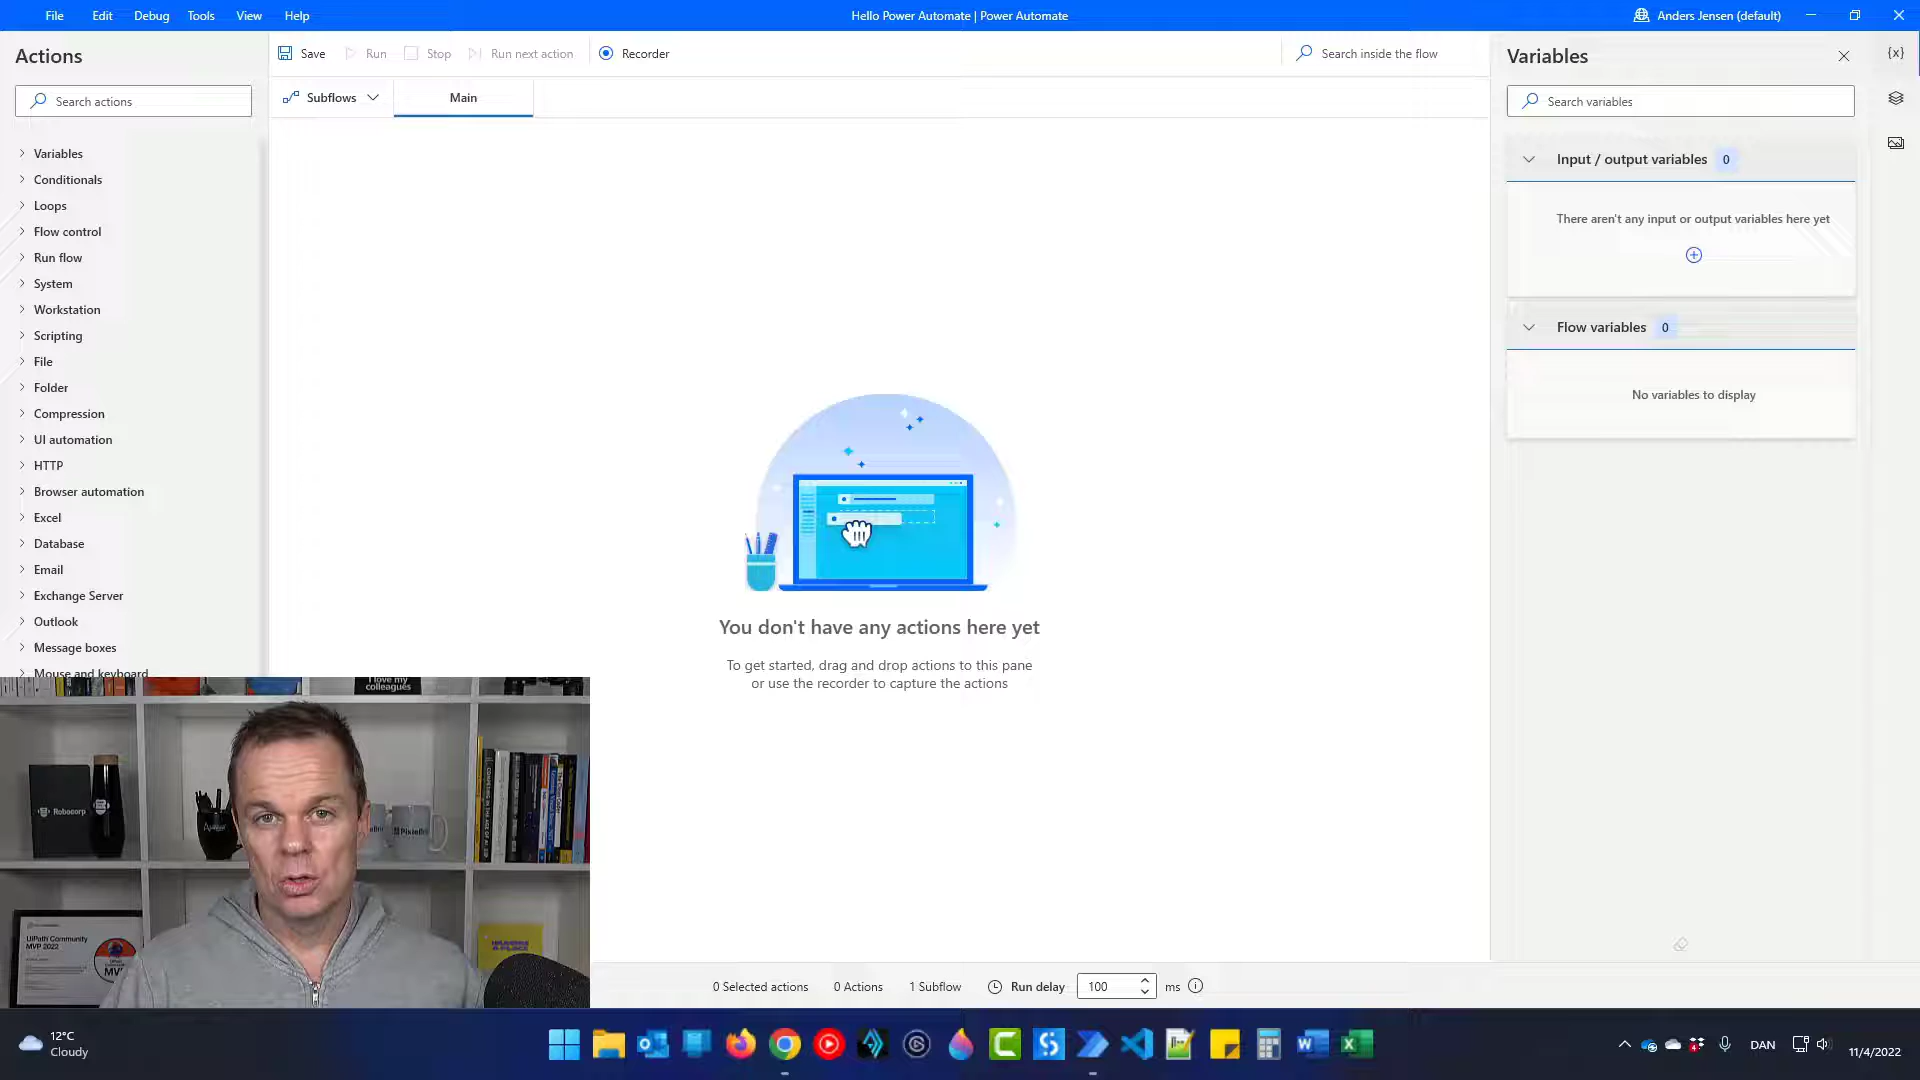 File Edit Debug Tools View Help
Hello Power Automate | Power Automate
Anders Jensen (default)
Actions
Save Run Stop Run next action Recorder
Search inside the flow
Variables
{x}
Search actions
Subflows
Main
Search variables
Variables
Conditionals
Loops
Flow control
Run flow
System
Workstation
Scripting
File
Folder
Compression
UI automation
HTTP
Browser automation
Excel
Database
Email
Exchange Server
Outlook
Message boxes
Mouse and keyboard
Input / output variables 0
There aren't any input or output variables here yet
Flow variables 0
No variables to display
You don't have any actions here yet
To get started, drag and drop actions to this pane
or use the recorder to capture the actions
I love my
colleagues
Robocorp
UiPath Community
MVP 2022
0 Selected actions 0 Actions 1 Subflow Run delay 100 ms
12°C
Cloudy
DAN
11/4/2022